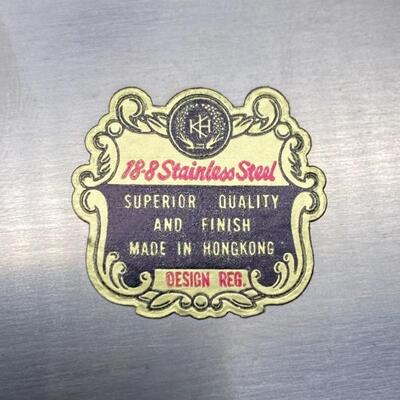 KH
18-8 Stainless Steel
SUPERIOR QUALITY
AND FINISH
MADE IN HONGKONG
DESIGN REG.